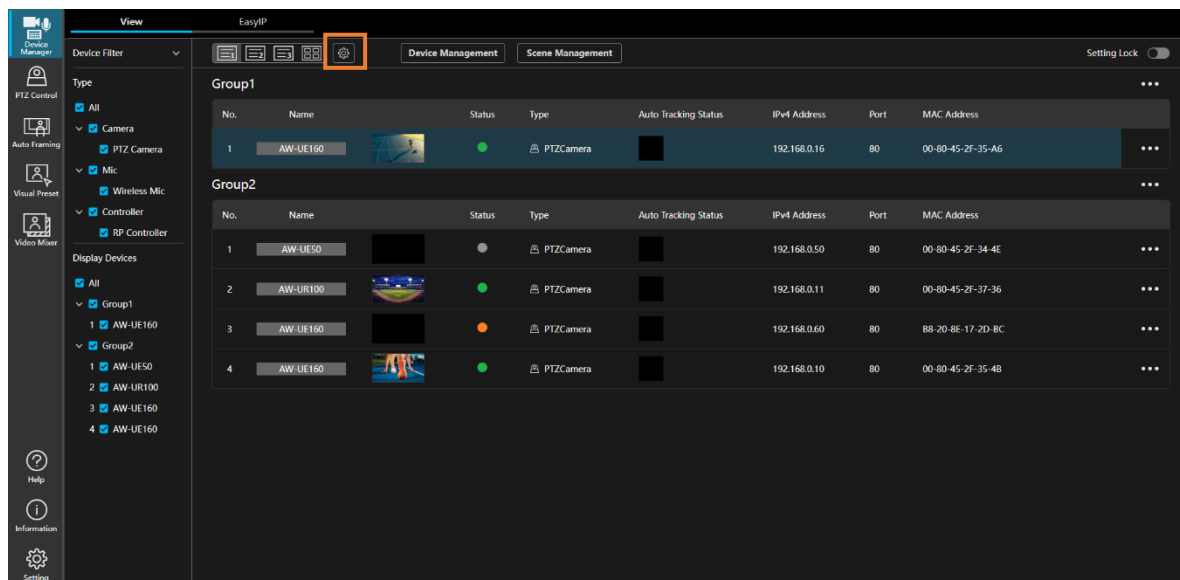 View
EasyIP
Device Manager
PTZ Control
Auto Framing
Visual Preset
Video Mixer
Help
Information
Setting
Device Filter
Type
All
Camera
PTZ Camera
Mic
Wireless Mic
Controller
RP Controller
Display Devices
All
Group1
1 AW-UE160
Group2
1 AW-UE50
2 AW-UR100
3 AW-UE160
4 AW-UE160
1 2 3 Device Management Scene Management Setting Lock
Group1
No. Name Status Type Auto Tracking Status IPv4 Address Port MAC Address
1 AW-UE160 PTZCamera 192.168.0.16 80 00-80-45-2F-35-A6
Group2
No. Name Status Type Auto Tracking Status IPv4 Address Port MAC Address
1 AW-UE50 PTZCamera 192.168.0.50 80 00-80-45-2F-34-4E
2 AW-UR100 PTZCamera 192.168.0.11 80 00-80-45-2F-37-36
3 AW-UE160 PTZCamera 192.168.0.60 80 B8-20-8E-17-2D-BC
4 AW-UE160 PTZCamera 192.168.0.10 80 00-80-45-2F-35-4B